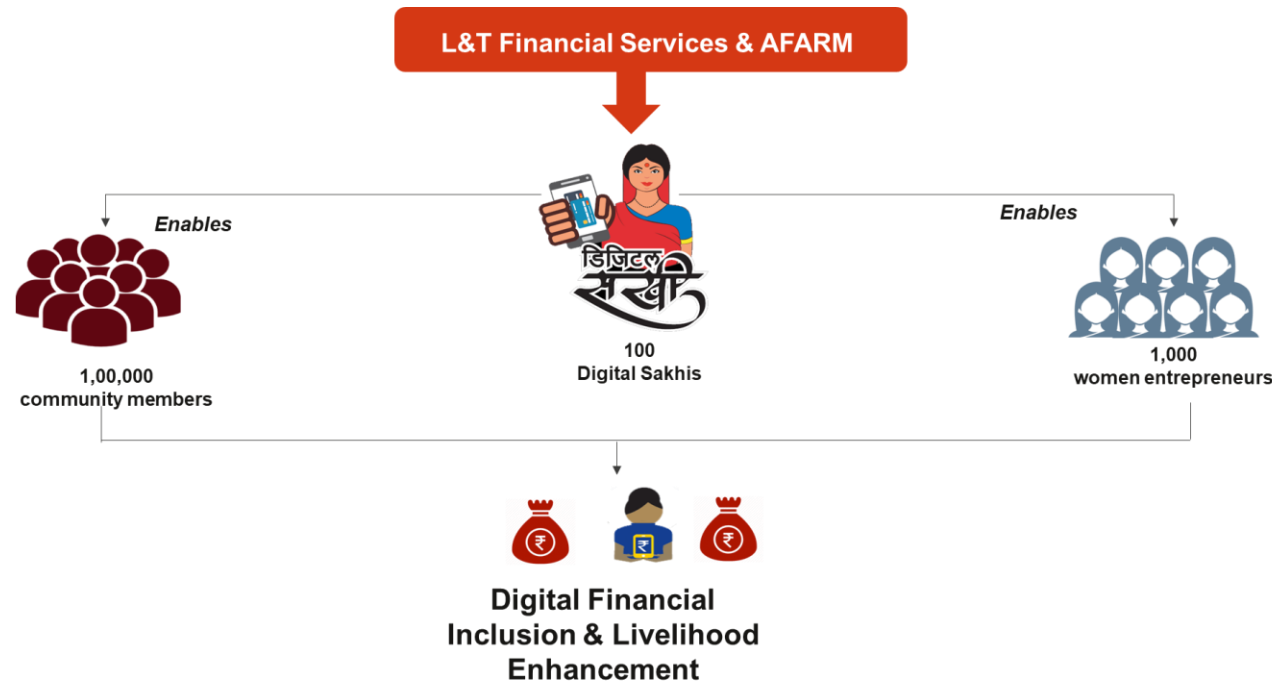 L&T Financial Services & AFARM
Enables
Enables
डिजिटल
सखी
100
Digital Sakhis
1,00,000
community members
1,000
women entrepreneurs
₹
₹
₹
Digital Financial
Inclusion & Livelihood
Enhancement